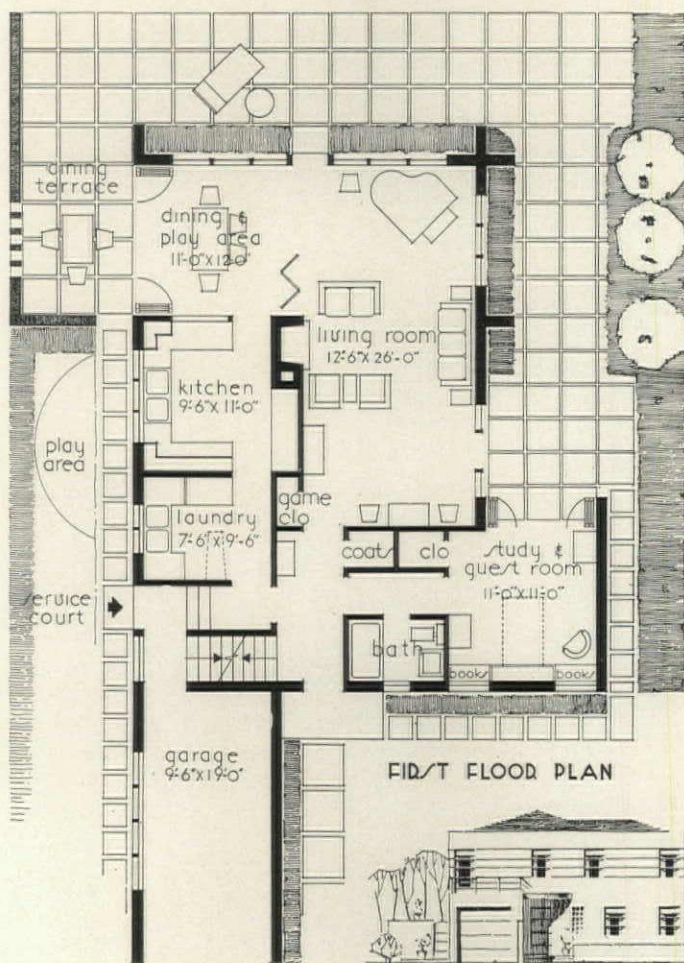 dining
terrace
dining &
play area
11'-0"X12'-0"
living room
12'-6"X 26'-0"
kitchen
9'-6"X 11'-0"
play
area
game
clo
laundry
7'-6"X9'-6"
coats
clo
study &
guest room
11'-0"X11'-0"
service
court
bath
books
books
garage
9'-6"X19'-0"
FIRST FLOOR PLAN